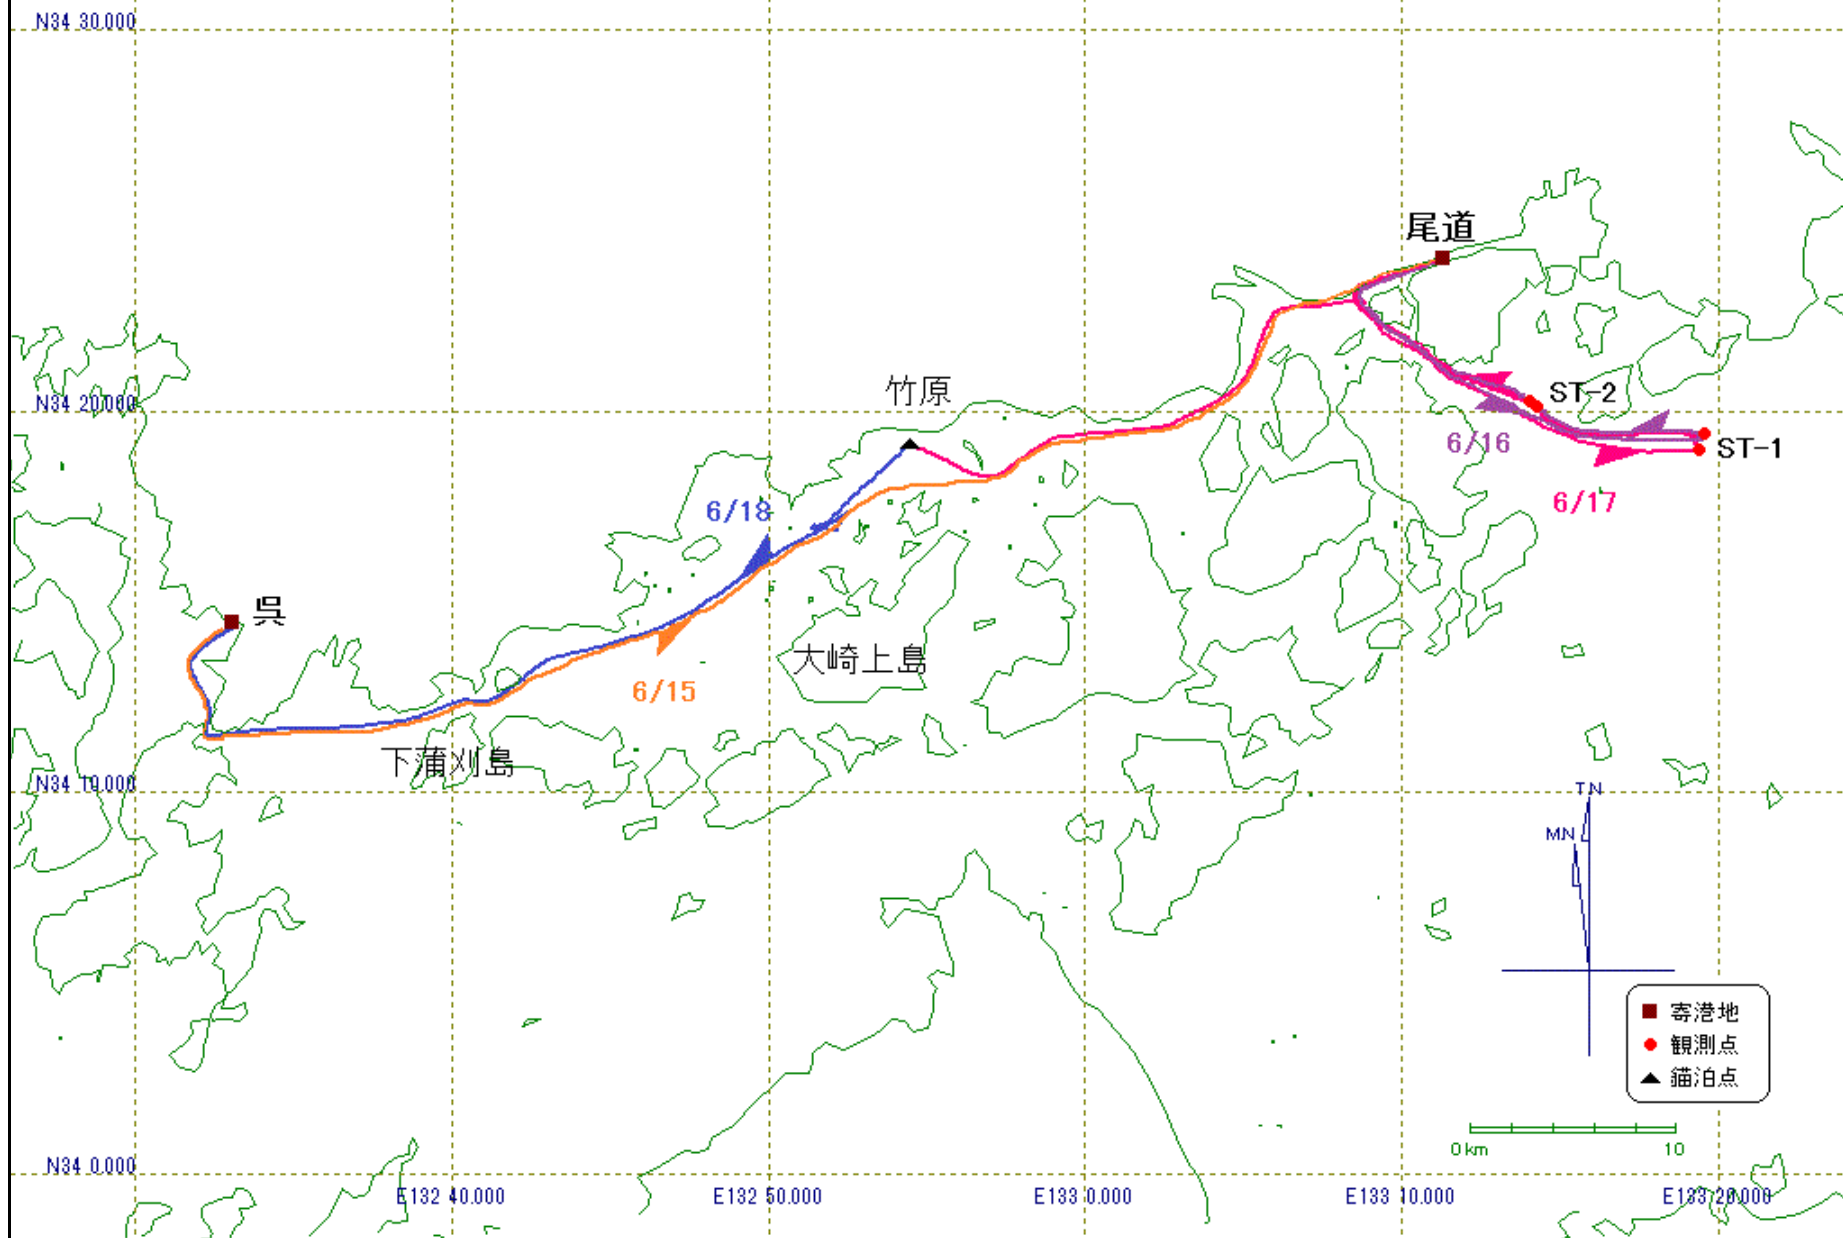 N34 30.000
尾道
竹原
N34 20.000
ST-2
6/16
ST-1
6/17
6/18
呉
大崎上島
6/15
下蒲刈島
N34 10.000
T.N
M.N
寄港地
観測点
錨泊点
0 km 10
N34 0.000
E132 40.000 E132 50.000 E133 0.000 E133 10.000 E133 20.000